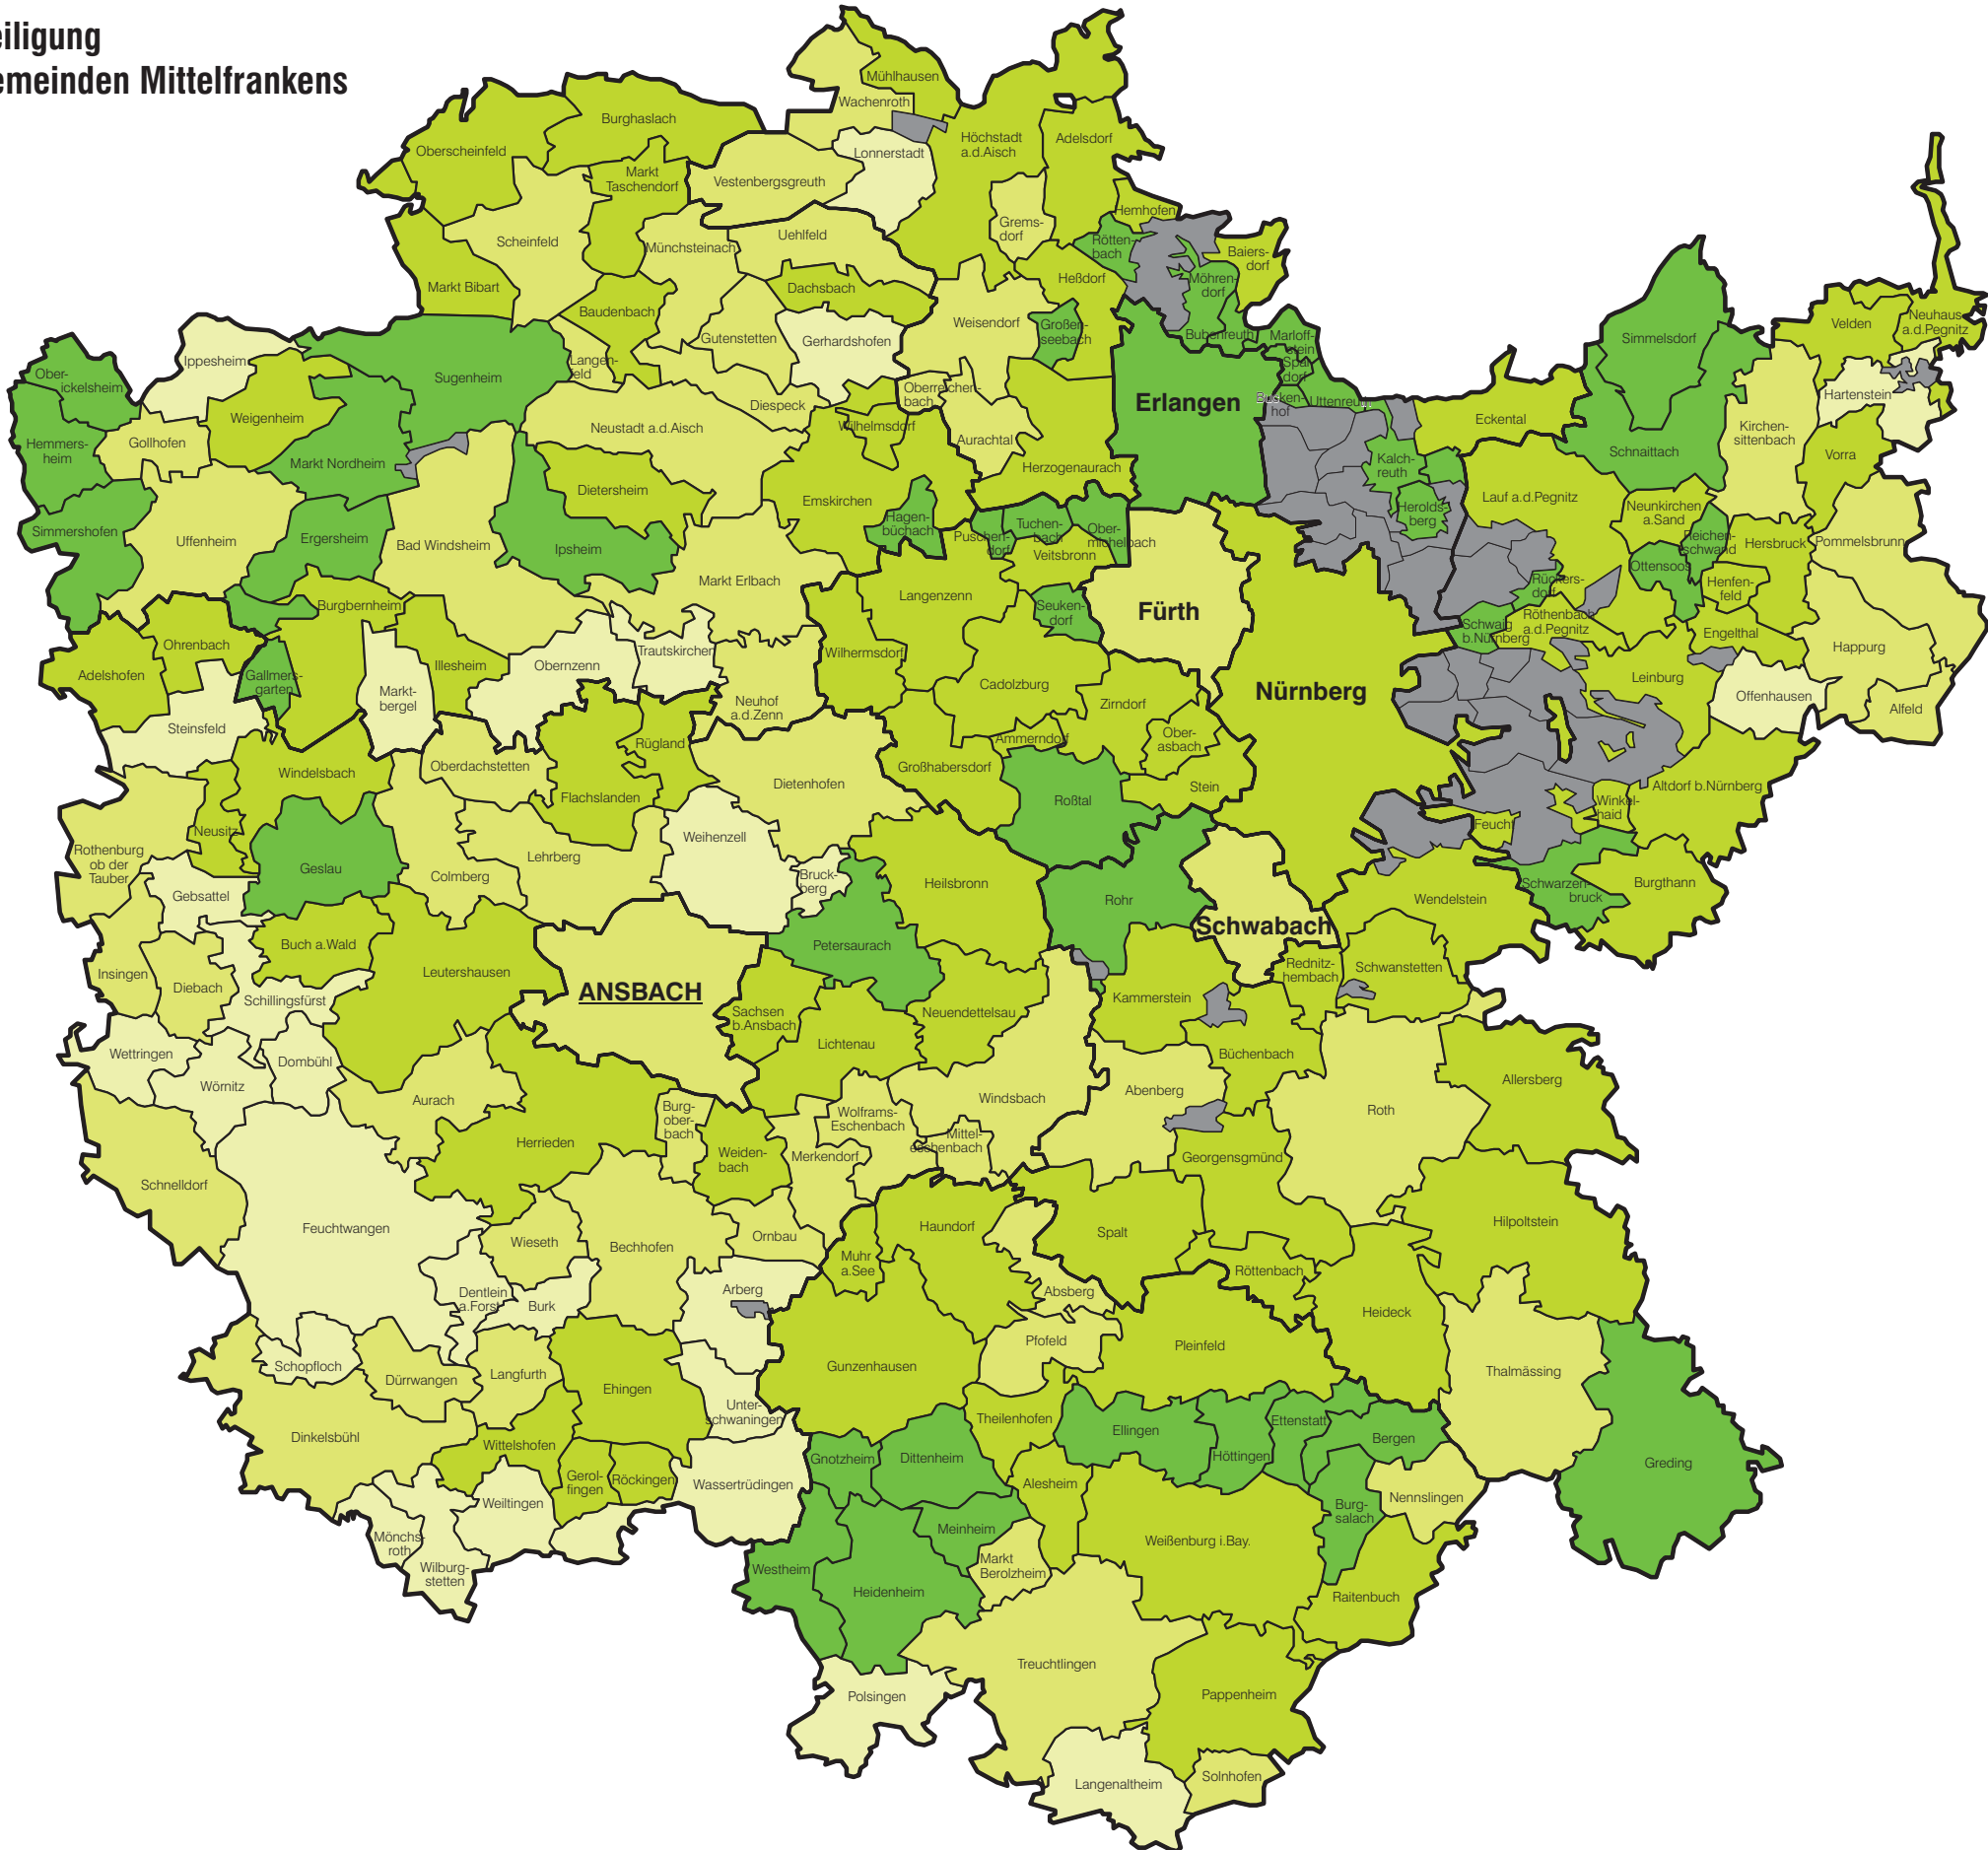 eiligung
emeinden Mittelfrankens
Mühlhausen
Wachenroth
Burghaslach
Oberscheinfeld
Lonnerstadt
Höchstadt
a.d.Aisch
Adelsdorf
Markt
Taschendorf
Vestenbergsgreuth
Hemhofen
Grems-
dorf
Scheinfeld
Münchsteinach
Uehlfeld
Rötten-
bach
Baiers-
dorf
Markt Bibart
Dachsbach
Heßdorf
Möhren-
dorf
Baudenbach
Weisendorf
Großen-
seebach
Bubenreuth
Marloff-
stein
Spar-
dorf
Simmelsdorf
Velden
Neuhaus
a.d.Pegnitz
Gutenstetten
Gerhardshofen
Ippesheim
Langen-
feld
Ober-
ickelsheim
Sugenheim
Oberreichen-
bach
Erlangen
Bucken-
hof
Uttenreuth
Hartenstein
Weigenheim
Diespeck
Neustadt a.d.Aisch
Wilhelmsdorf
Aurachtal
Eckental
Kirchen-
sittenbach
Hemmers-
heim
Gollhofen
Markt Nordheim
Herzogenaurach
Kalch-
reuth
Schnaittach
Vorra
Dietersheim
Emskirchen
Lauf a.d.Pegnitz
Heroldsberg
Neunkirchen
a.Sand
Simmershofen
Uffenheim
Ergersheim
Bad Windsheim
Ipsheim
Hagen-
büchach
Puschen-
dorf
Tuchen-
bach
Ober-
michelbach
Veitsbronn
Reichen-
schwand
Hersbruck
Pommelsbrunn
Ottensoos
Markt Erlbach
Langenzenn
Seuken-
dorf
Fürth
Rückers-
dorf
Henfen-
feld
Burgbernheim
Schwaig
b.Nürnberg
Röthenbach
a.d.Pegnitz
Engelthal
Happurg
Ohrenbach
Adelshofen
Gallmers-
garten
Illesheim
Obernzenn
Trautskirchen
Wilhermsdorf
Cadolzburg
Nürnberg
Leinburg
Offenhausen
Alfeld
Markt-
bergel
Neuhof
a.d.Zenn
Zirndorf
Steinsfeld
Rügland
Ammerndorf
Ober-
asbach
Windelsbach
Oberdachstetten
Flachslanden
Dietenhofen
Großhabersdorf
Roßtal
Stein
Altdorf b.Nürnberg
Winkel-
haid
Feucht
Neusitz
Rothenburg
ob der
Tauber
Geslau
Colmberg
Lehrberg
Weihenzell
Bruck-
berg
Heilsbronn
Rohr
Schwarzen-
bruck
Burgthann
Gebsattel
Wendelstein
Schwabach
Buch a.Wald
Petersaurach
Insingen
Diebach
Leutershausen
ANSBACH
Rednitz-
hembach
Schwanstetten
Schillingsfürst
Sachsen
b.Ansbach
Neuendettelsau
Kammerstein
Lichtenau
Wettringen
Wörnitz
Dombühl
Büchenbach
Allersberg
Aurach
Windsbach
Abenberg
Roth
Burg-
ober-
bach
Wolframs-
Eschenbach
Mittel-
eschenbach
Merkendorf
Herrieden
Weiden-
bach
Georgensgmünd
Schnelldorf
Feuchtwangen
Wieseth
Bechhofen
Ornbau
Haundorf
Spalt
Hilpoltstein
Muhr
a.See
Röttenbach
Dentlein
a.Forst
Burk
Arberg
Absberg
Heideck
Pfofeld
Pleinfeld
Schopfloch
Dürrwangen
Langfurth
Ehingen
Gunzenhausen
Thalmässing
Unter-
schwaningen
Theilenhofen
Ellingen
Höttingen
Ettenstatt
Bergen
Dinkelsbühl
Wittelshofen
Gnotzheim
Dittenheim
Greding
Gerol-
fingen
Röckingen
Wassertrüdingen
Alesheim
Nennslingen
Weiltingen
Burg-
salach
Meinheim
Weißenburg i.Bay.
Mönchs-
roth
Wilburg-
stetten
Westheim
Heidenheim
Markt
Berolzheim
Raitenbuch
Treuchtlingen
Polsingen
Pappenheim
Langenaltheim
Solnhofen